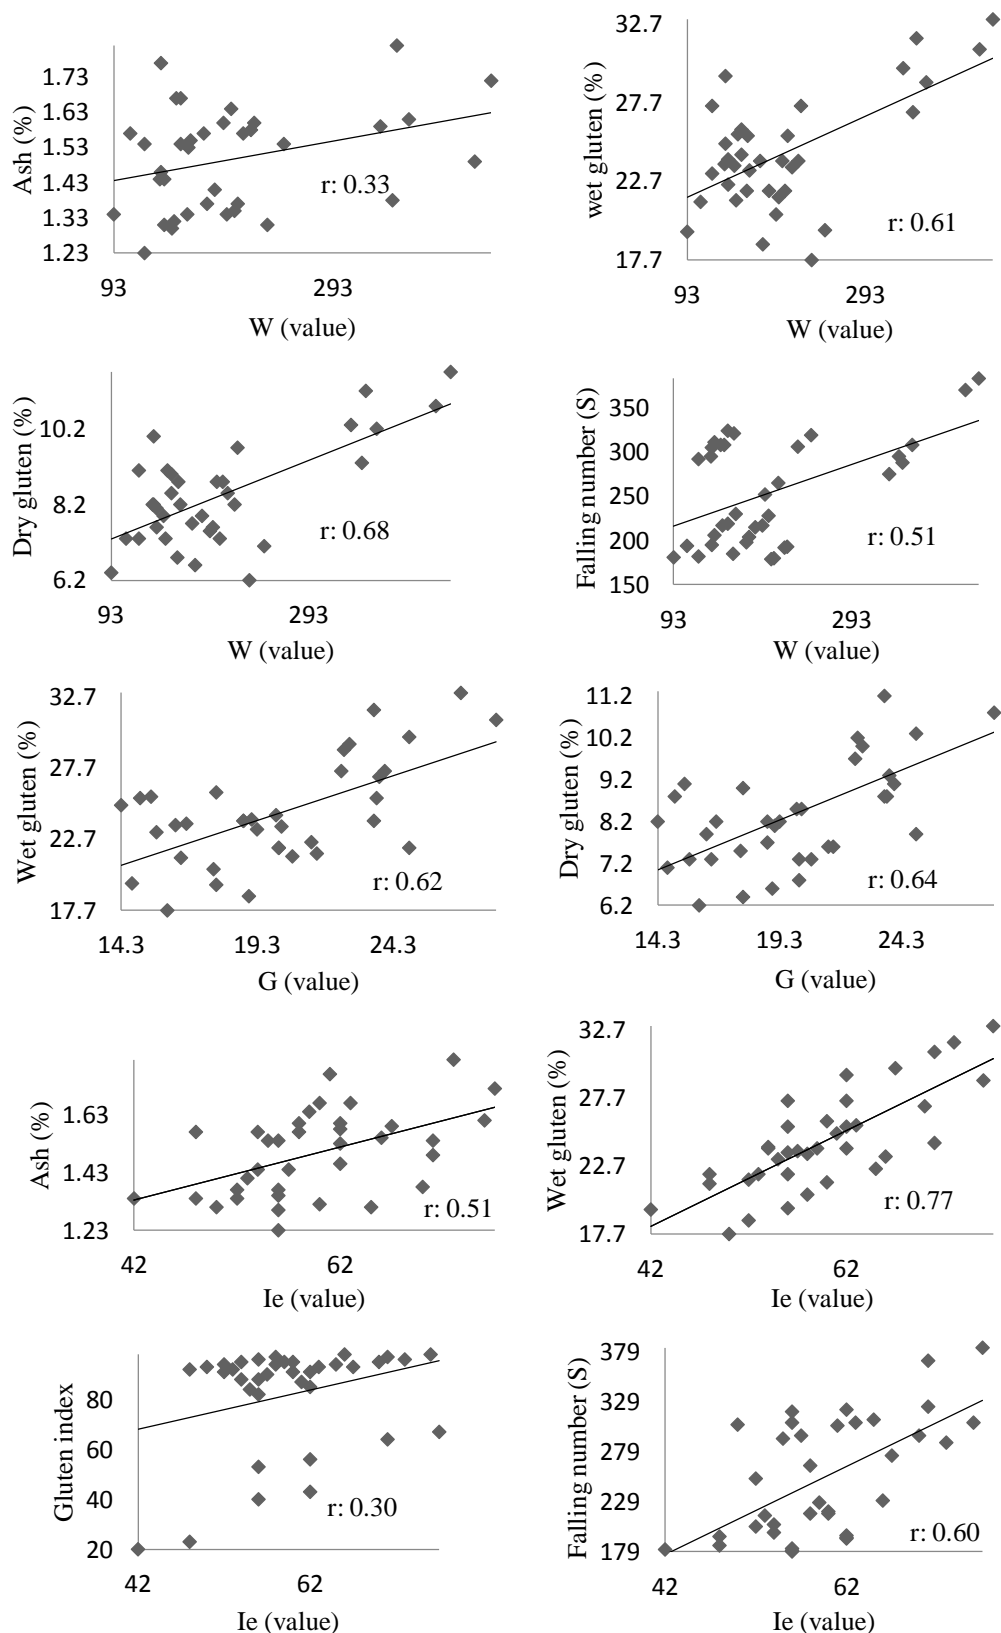 1.73
1.63
1.53
1.43
1.33
1.23
Ash (%)
r: 0.33
93
293
W (value)
32.7
27.7
22.7
17.7
wet gluten (%)
r: 0.61
93
293
W (value)
10.2
8.2
6.2
Dry gluten (%)
r: 0.68
93
293
W (value)
350
300
250
200
150
Falling number (S)
r: 0.51
93
293
W (value)
32.7
27.7
22.7
17.7
Wet gluten (%)
r: 0.62
14.3
19.3
24.3
G (value)
11.2
10.2
9.2
8.2
7.2
6.2
Dry gluten (%)
r: 0.64
14.3
19.3
24.3
G (value)
1.63
1.43
1.23
Ash (%)
r: 0.51
42
62
Ie (value)
32.7
27.7
22.7
17.7
Wet gluten (%)
r: 0.77
42
62
Ie (value)
80
60
40
20
Gluten index
r: 0.30
42
62
Ie (value)
379
329
279
229
179
Falling number (S)
r: 0.60
42
62
Ie (value)